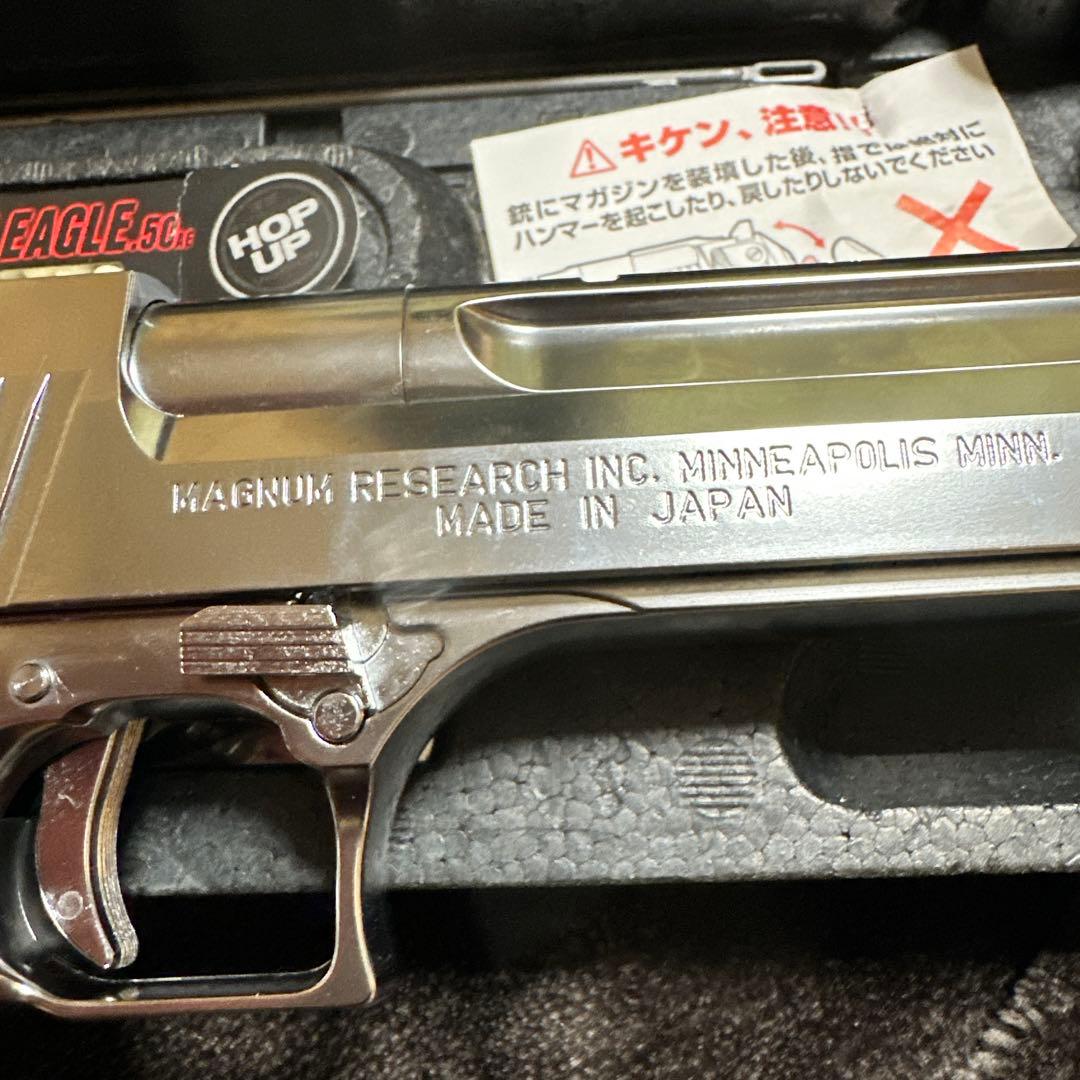 キケン、注意
銃にマガジンを装填した後、指で
ハンマーを起こしたり、戻したりしないでください
EAGLE.50AE
HOP
UP
MAGNUM RESEARCH INC. MINNEAPOLIS MINN.
MADE IN JAPAN